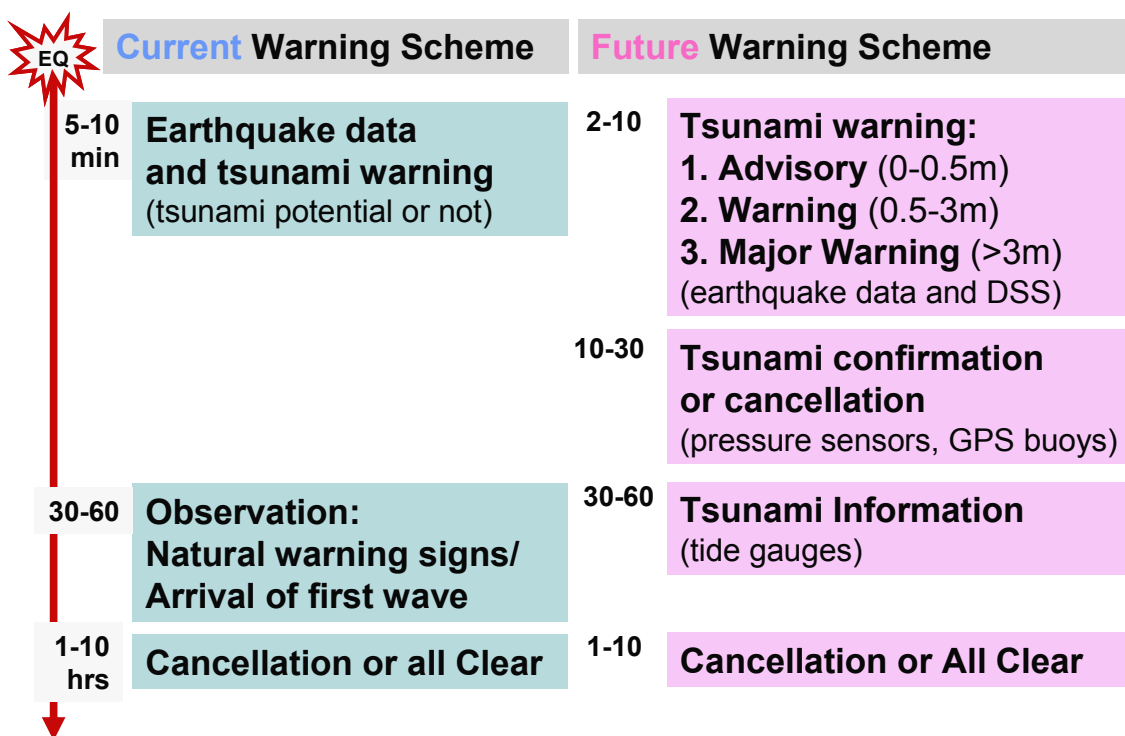 EQ
Current Warning Scheme
Future Warning Scheme
5-10
min
Earthquake data
and tsunami warning
(tsunami potential or not)
2-10
Tsunami warning:
1. Advisory (0-0.5m)
2. Warning (0.5-3m)
3. Major Warning (>3m)
(earthquake data and DSS)
10-30
Tsunami confirmation
or cancellation
(pressure sensors, GPS buoys)
30-60
Observation:
Natural warning signs/
Arrival of first wave
30-60
Tsunami Information
(tide gauges)
1-10
hrs
Cancellation or all Clear
1-10
Cancellation or All Clear